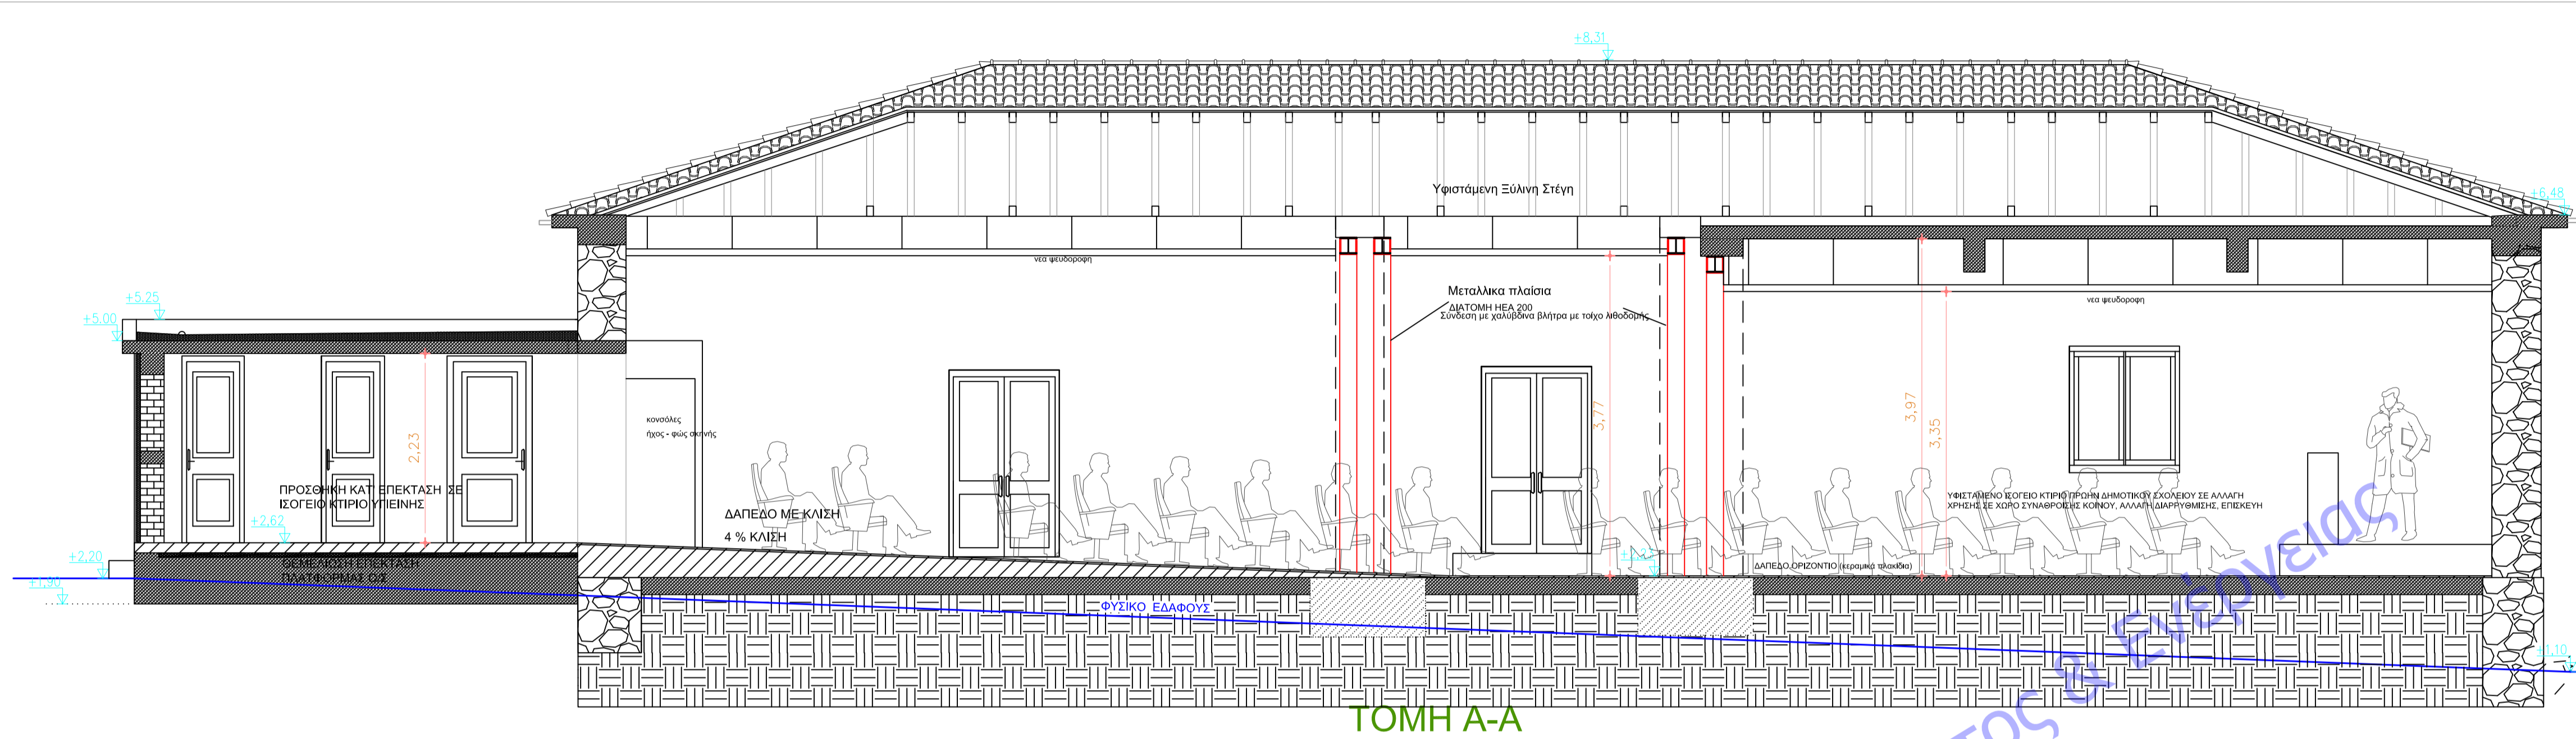 +8,31
+6,48
Υφιστάμενη Ξύλινη Στέγη
νεα ψευδοροφη
+5,25
+5,00
Μεταλλικα πλαίσια
ΔΙΑΤΟΜΗ ΗΕΑ 200
Σύνδεση με χαλύβδινα βλήτρα με τοίχο λιθοδομής
νεα ψευδοροφη
κονσόλες
ήχος - φώς σκηνής
2,23
3,77
3,97
3,35
ΠΡΟΣΘΗΚΗ ΚΑΤ' ΕΠΕΚΤΑΣΗ ΣΕ
ΙΣΟΓΕΙΟ ΚΤΙΡΙΟ ΥΓΙΕΙΝΗΣ
+2,62
ΔΑΠΕΔΟ ΜΕ ΚΛΙΣΗ
4 % ΚΛΙΣΗ
ΥΦΙΣΤΑΜΕΝΟ ΙΣΟΓΕΙΟ ΚΤΙΡΙΟ ΠΡΩΗΝ ΔΗΜΟΤΙΚΟΥ ΣΧΟΛΕΙΟΥ ΣΕ ΑΛΛΑΓΗ
ΧΡΗΣΗΣ ΣΕ ΧΩΡΟ ΣΥΝΑΘΡΟΙΣΗΣ ΚΟΙΝΟΥ, ΑΛΛΑΓΗ ΔΙΑΡΡΥΘΜΙΣΗΣ, ΕΠΙΣΚΕΥΗ
+2,20
+1,90
ΘΕΜΕΛΙΩΣΗ ΕΠΕΚΤΑΣΗ
ΠΛΑΤΦΟΡΜΑΣ Ο/Σ
ΔΑΠΕΔΟ ΟΡΙΖΟΝΤΙΟ (κεραμικά πλακίδια)
ΦΥΣΙΚΟ ΕΔΑΦΟΥΣ
+1,10
ΤΟΜΗ Α-Α
& Ενέργειας